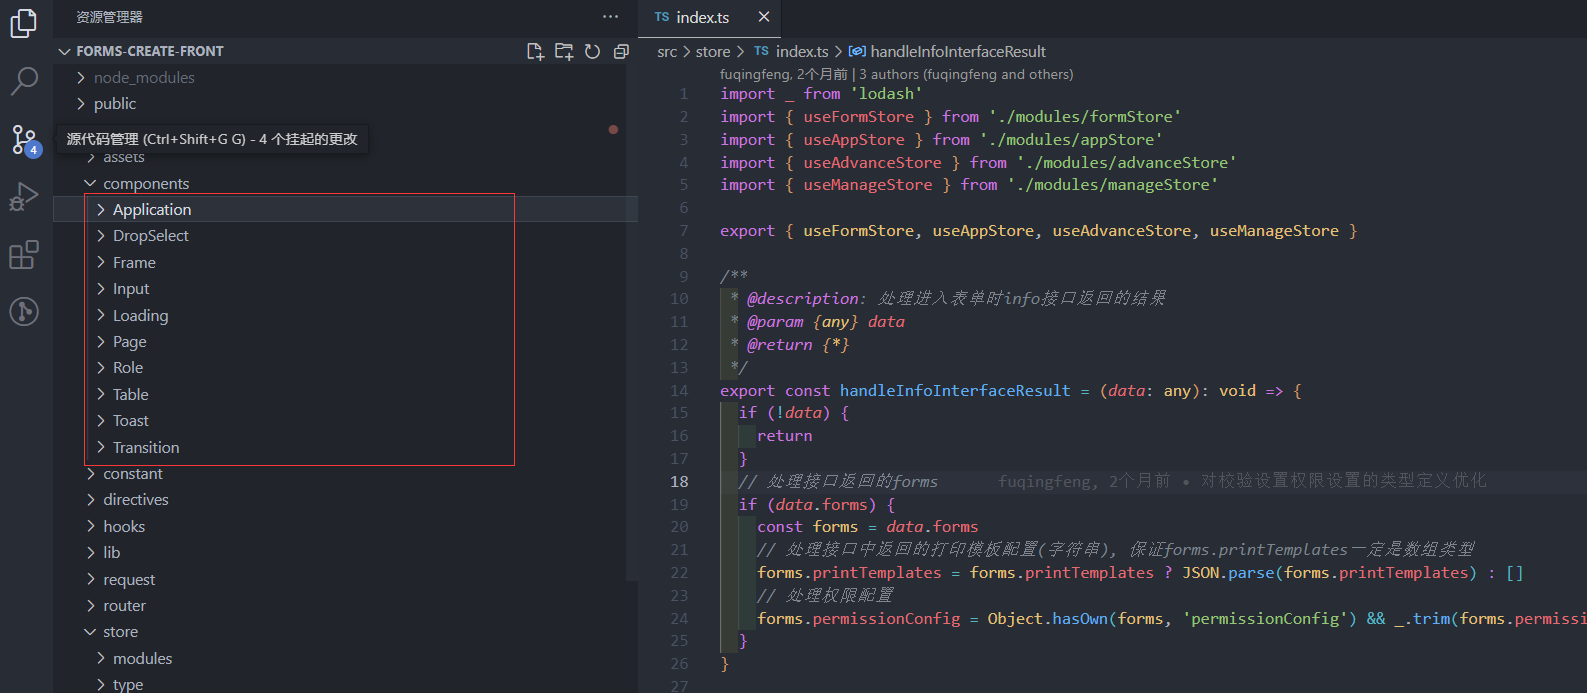 资源管理器
FORMS-CREATE-FRONT
node_modules
public
源代码管理 (Ctrl+Shift+G G) - 4 个挂起的更改
4
assets
components
Application
DropSelect
Frame
Input
Loading
Page
Role
Table
Toast
Transition
constant
directives
hooks
lib
request
router
store
modules
type
TS index.ts
src > store > TS index.ts > handleInfoInterfaceResult
fuqingfeng, 2个月前 | 3 authors (fuqingfeng and others)
1 import _ from 'lodash'
2 import { useFormStore } from './modules/formStore'
3 import { useAppStore } from './modules/appStore'
4 import { useAdvanceStore } from './modules/advanceStore'
5 import { useManageStore } from './modules/manageStore'
6
7 export { useFormStore, useAppStore, useAdvanceStore, useManageStore }
8
9 /**
10 * @description: 处理进入表单时info接口返回的结果
11 * @param {any} data
12 * @return {*}
13 */
14 export const handleInfoInterfaceResult = (data: any): void => {
15 if (!data) {
16 return
17 }
18 // 处理接口返回的forms fuqingfeng, 2个月前 • 对校验设置权限设置的类型定义优化
19 if (data.forms) {
20 const forms = data.forms
21 // 处理接口中返回的打印模板配置(字符串), 保证forms.printTemplates一定是数组类型
22 forms.printTemplates = forms.printTemplates ? JSON.parse(forms.printTemplates) : []
23 // 处理权限配置
24 forms.permissionConfig = Object.hasOwn(forms, 'permissionConfig') && _.trim(forms.permissi
25 }
26 }
27